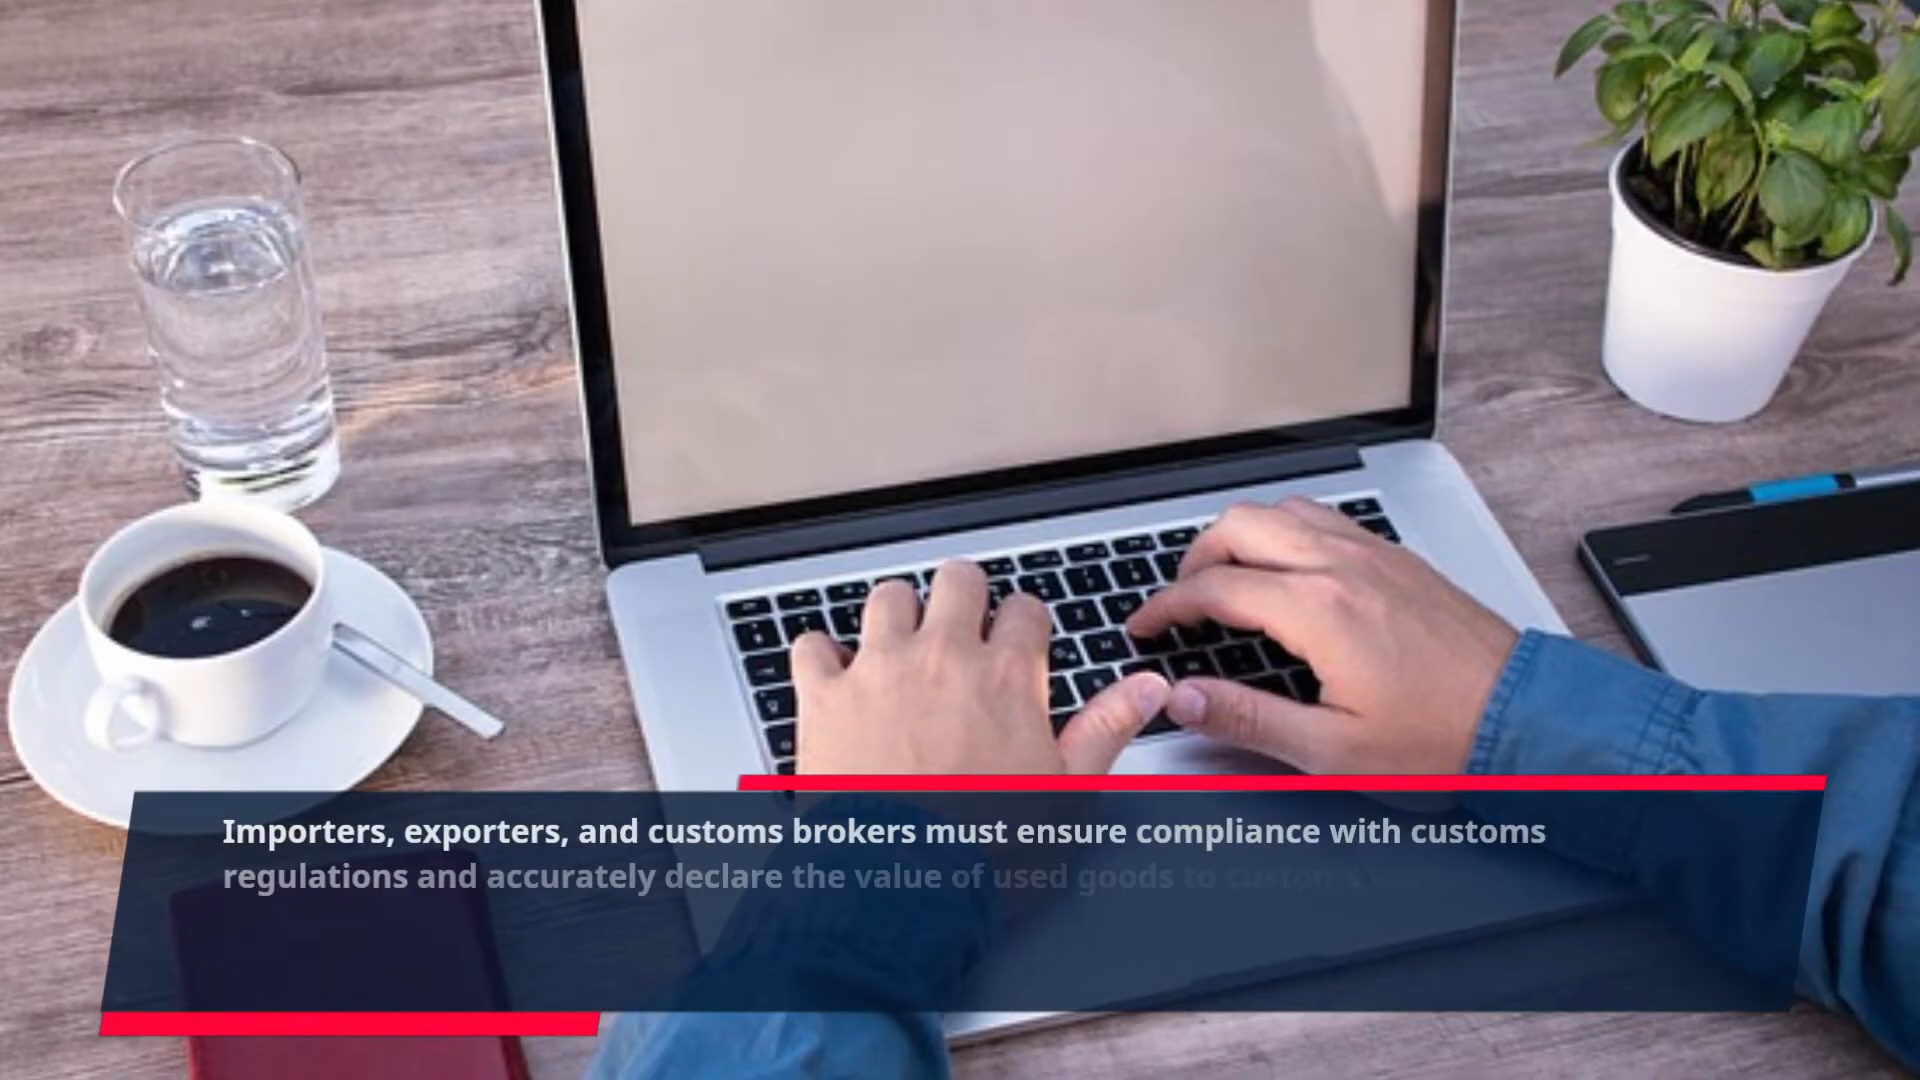 Importers, exporters, and customs brokers must ensure compliance with customs
regulations and accurately declare the value of used goods to customs